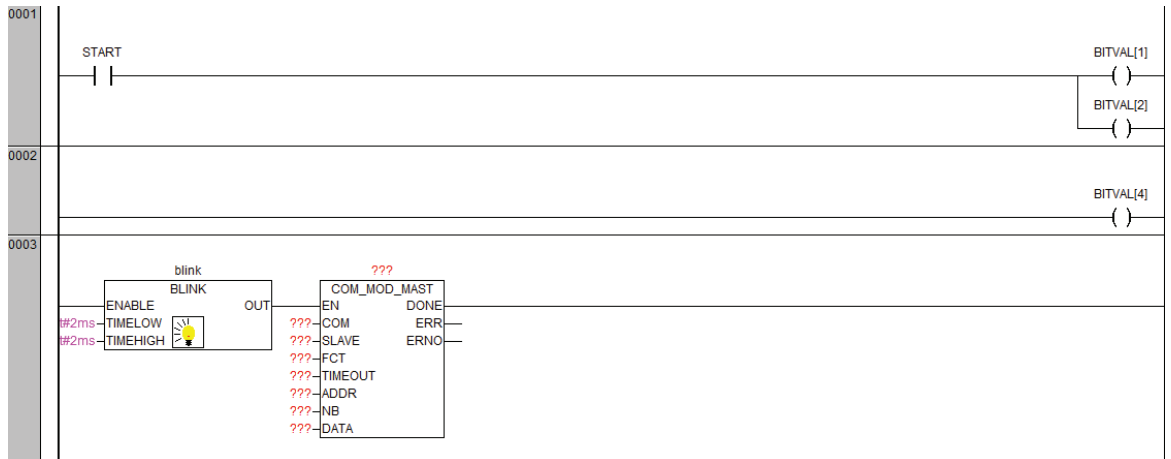 0001
START
BITVAL[1]
BITVAL[2]
0002
BITVAL[4]
0003
blink
???
BLINK
COM_MOD_MAST
ENABLE OUT
EN DONE
t#2ms TIMELOW
??? COM ERR
t#2ms TIMEHIGH
??? SLAVE ERNO
??? FCT
??? TIMEOUT
??? ADDR
??? NB
??? DATA